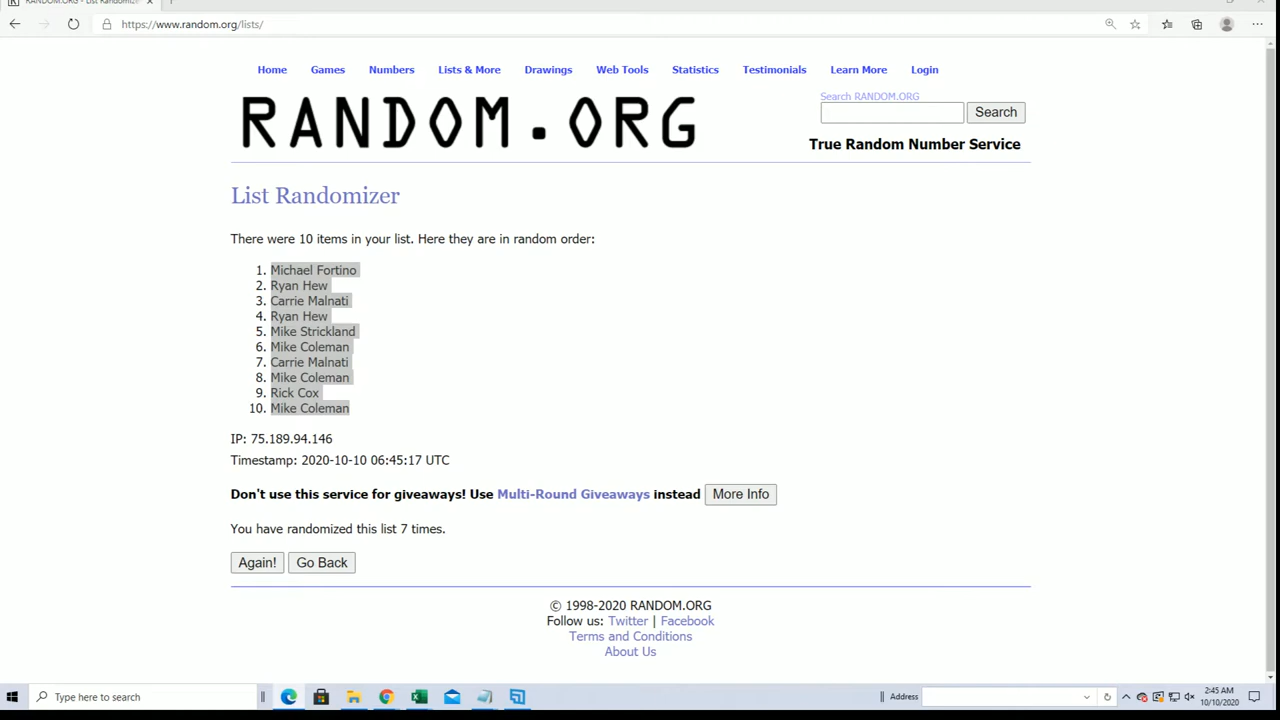 RANDOM.ORG - List Randomizer
https://www.random.org/lists/
Home Games Numbers Lists & More Drawings Web Tools Statistics Testimonials Learn More Login
Search RANDOM.ORG
RANDOM.ORG
Search
True Random Number Service
List Randomizer
There were 10 items in your list. Here they are in random order:
1. Michael Fortino
2. Ryan Hew
3. Carrie Malnati
4. Ryan Hew
5. Mike Strickland
6. Mike Coleman
7. Carrie Malnati
8. Mike Coleman
9. Rick Cox
10. Mike Coleman
IP: 75.189.94.146
Timestamp: 2020-10-10 06:45:17 UTC
Don't use this service for giveaways! Use Multi-Round Giveaways instead More Info
You have randomized this list 7 times.
Again! Go Back
© 1998-2020 RANDOM.ORG
Follow us: Twitter | Facebook
Terms and Conditions
About Us
Type here to search
Address
2:45 AM
10/10/2020